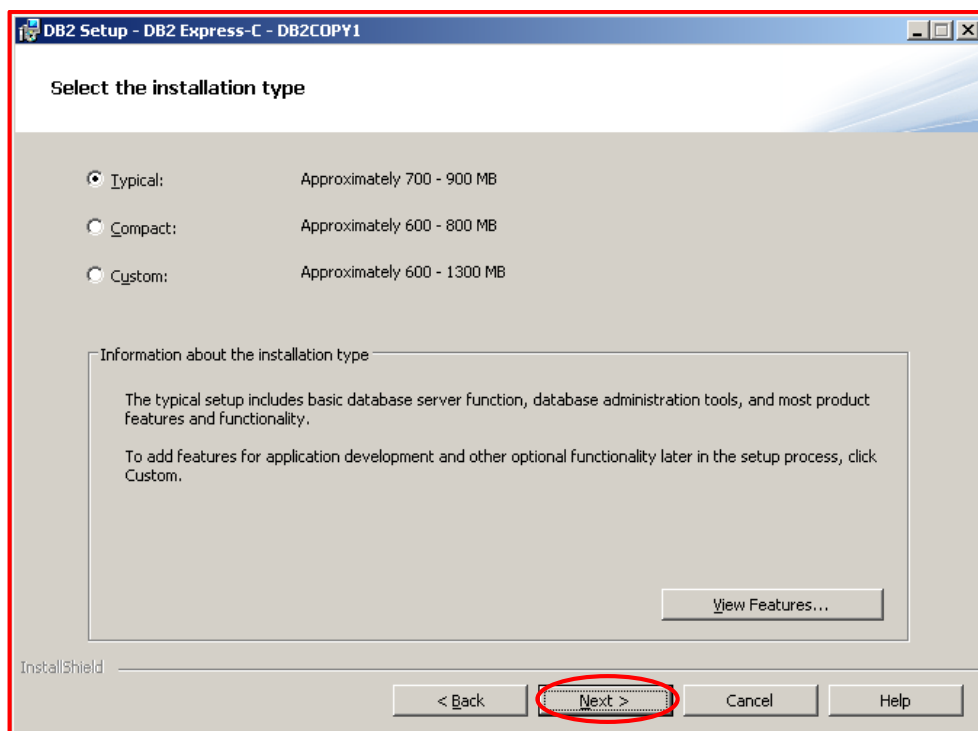 DB2 Setup - DB2 Express-C - DB2COPY1
Select the installation type
Typical: Approximately 700 - 900 MB
Compact: Approximately 600 - 800 MB
Custom: Approximately 600 - 1300 MB
Information about the installation type
The typical setup includes basic database server function, database administration tools, and most product
features and functionality.
To add features for application development and other optional functionality later in the setup process, click
Custom.
View Features...
InstallShield
< Back Next > Cancel Help